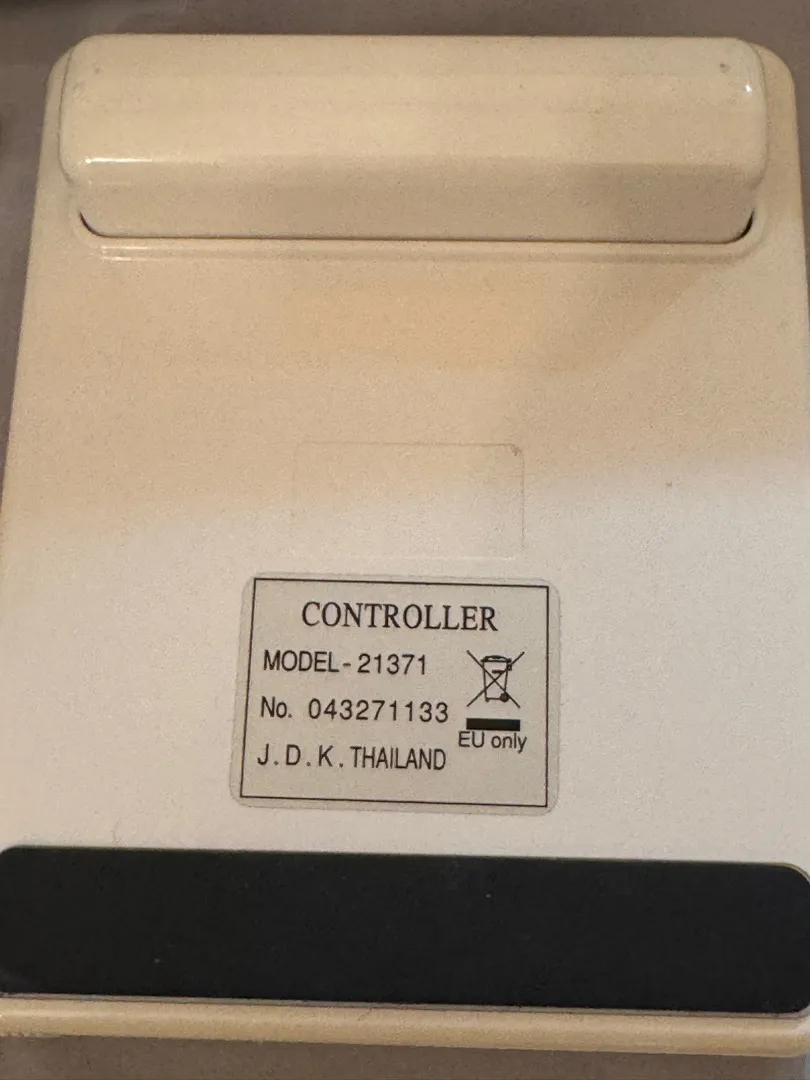 CONTROLLER
MODEL-21371
No. 043271133
EU only
J.D.K. THAILAND